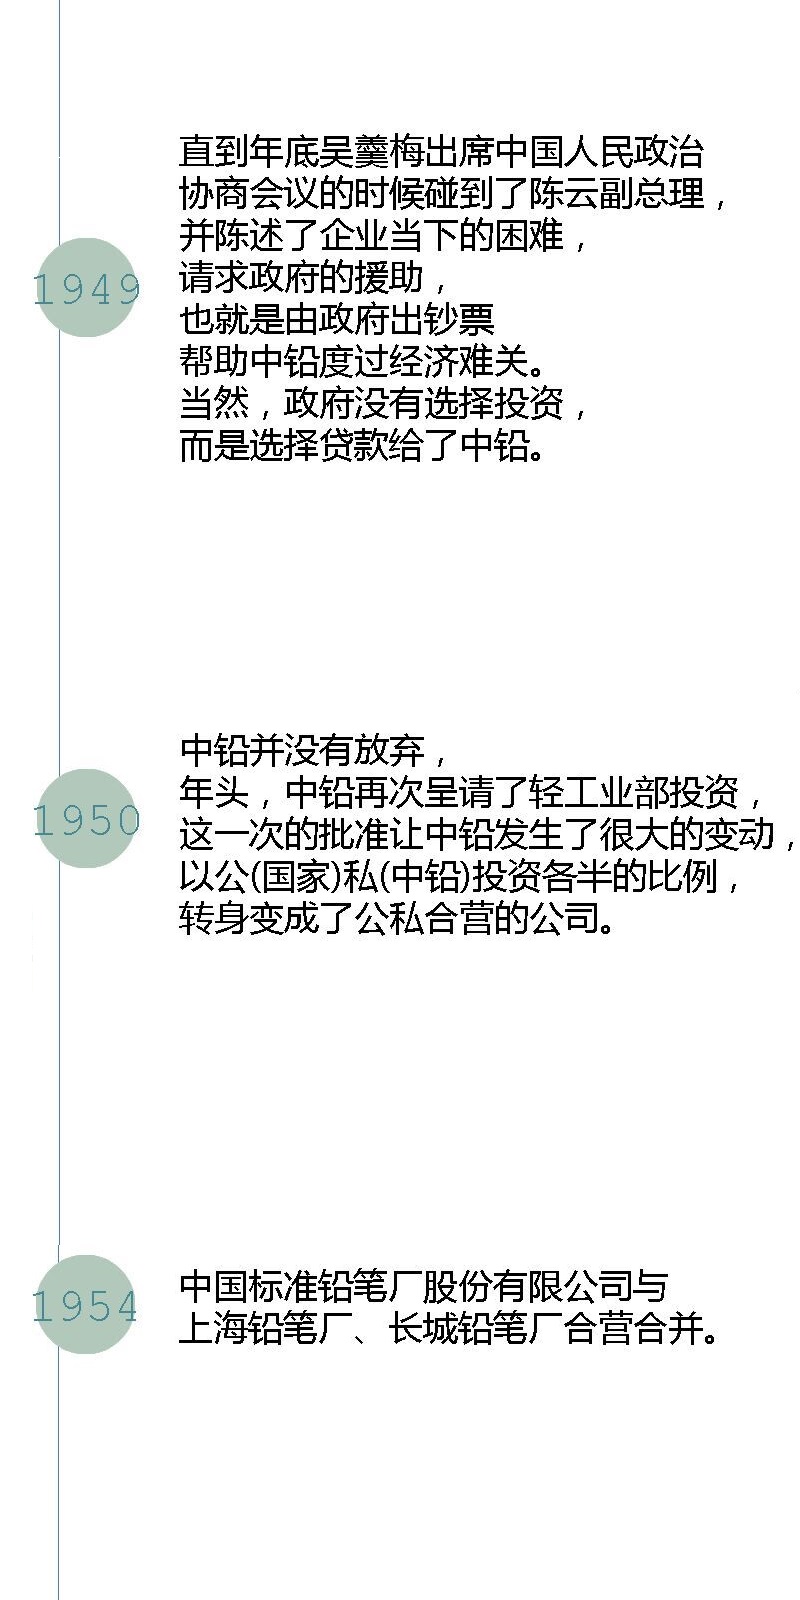 1949
直到年底吴羹梅出席中国人民政治
协商会议的时候碰到了陈云副总理，
并陈述了企业当下的困难，
请求政府的援助，
也就是由政府出钞票
帮助中铅度过经济难关。
当然，政府没有选择投资，
而是选择贷款给了中铅。
1950
中铅并没有放弃，
年头，中铅再次呈请了轻工业部投资，
这一次的批准让中铅发生了很大的变动，
以公(国家)私(中铅)投资各半的比例，
转身变成了公私合营的公司。
1954
中国标准铅笔厂股份有限公司与
上海铅笔厂、长城铅笔厂合营合并。